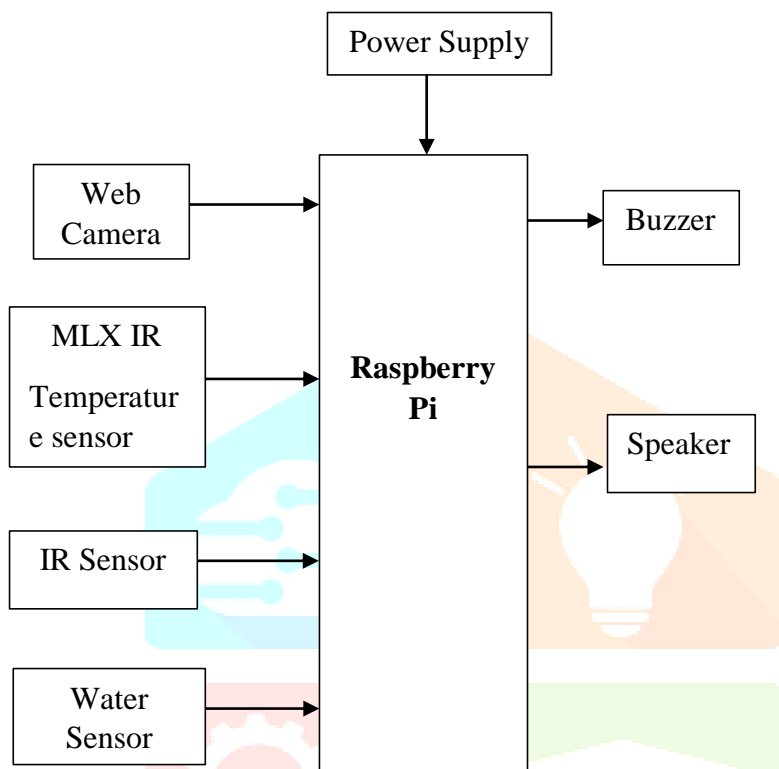 Power Supply
Web
Camera
Buzzer
MLX IR
Temperatur
e sensor
Raspberry
Pi
Speaker
IR Sensor
Water
Sensor